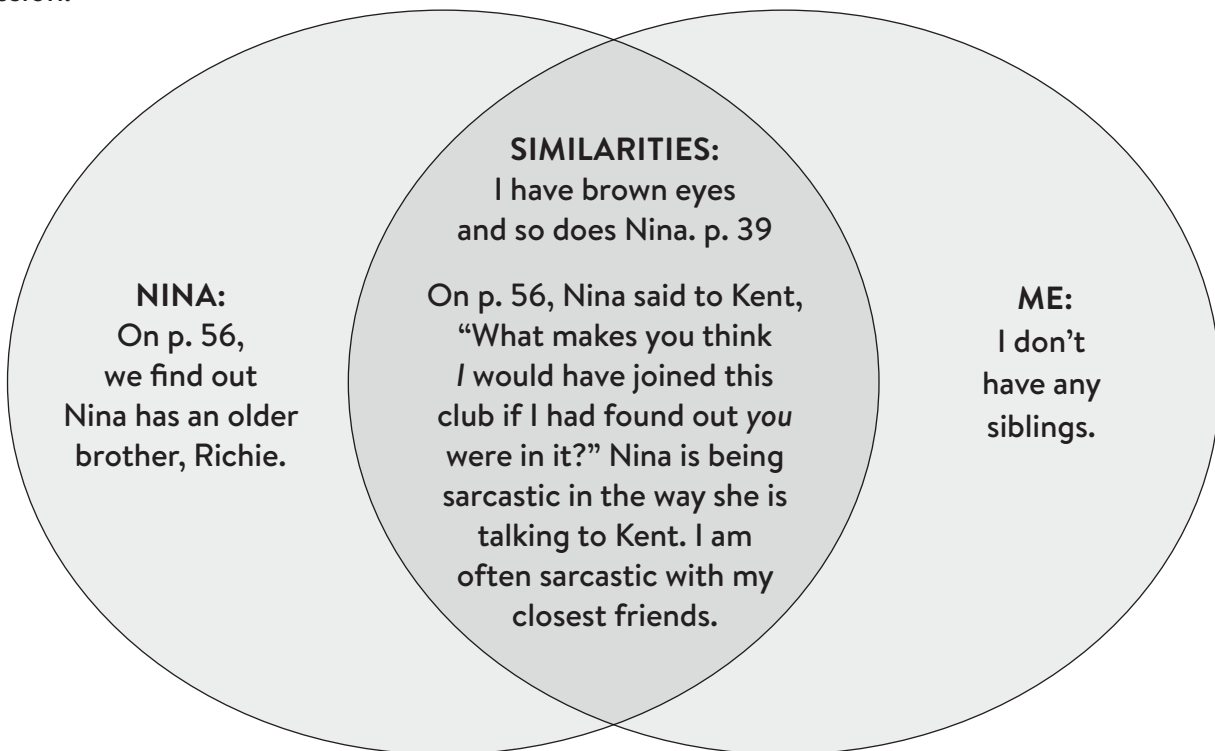 SIMILARITIES:
I have brown eyes
and so does Nina. p. 39
NINA:
On p. 56,
we find out
Nina has an older
brother, Richie.
On p. 56, Nina said to Kent,
“What makes you think
I would have joined this
club if I had found out you
were in it?” Nina is being
sarcastic in the way she is
talking to Kent. I am
often sarcastic with my
closest friends.
ME:
I don’t
have any
siblings.